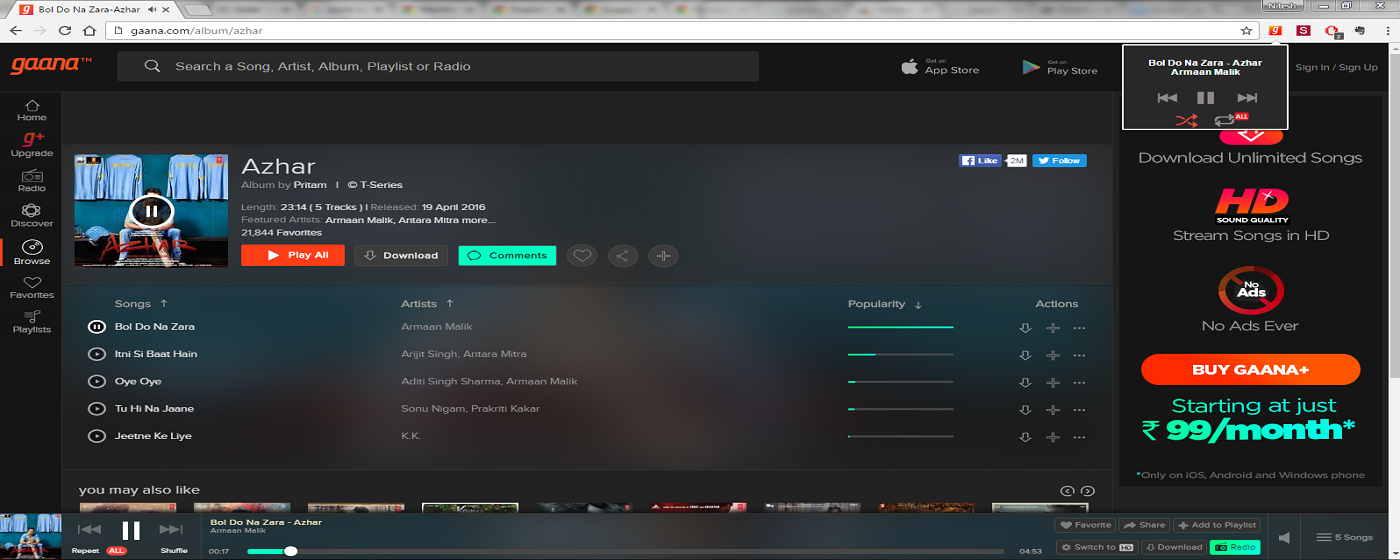 Bol Do Na Zara-Azhar
Nitesh
gaana.com/album/azhar
2
gaana™
Search a Song, Artist, Album, Playlist or Radio
Get on
App Store
Get on
Play Store
Sign In / Sign Up
Bol Do Na Zara - Azhar
Armaan Malik
ALL
Home
Upgrade
Radio
Discover
Browse
Favorites
Playlists
AZHAR
Azhar
Album by Pritam | © T-Series
Length: 23:14 ( 5 Tracks ) | Released: 19 April 2016
Featured Artists: Armaan Malik, Antara Mitra more...
21,844 Favorites
Play All
Download
Comments
Like
2M
Follow
Songs ↑ Artists ↑ Popularity ↓ Actions
Bol Do Na Zara Armaan Malik
Itni Si Baat Hain Arijit Singh, Antara Mitra
Oye Oye Aditi Singh Sharma, Armaan Malik
Tu Hi Na Jaane Sonu Nigam, Prakriti Kakar
Jeetne Ke Liye K.K.
you may also like
Download Unlimited Songs
HD
SOUND QUALITY
Stream Songs in HD
No
Ads
No Ads Ever
BUY GAANA+
Starting at just
₹ 99/month*
*Only on iOS, Android and Windows phone
Repeat ALL Shuffle
Bol Do Na Zara - Azhar
Armaan Malik
00:17
04:53
Favorite Share Add to Playlist
Switch to HD Download Radio
5 Songs